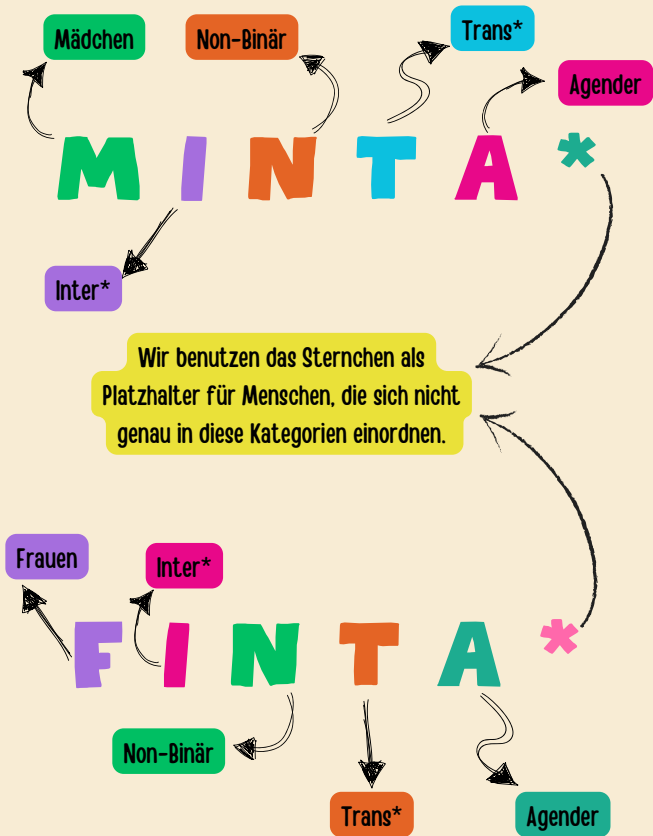 Mädchen
Non-Binär
Trans*
Agender
MINTA*
Inter*
Wir benutzen das Sternchen als
Platzhalter für Menschen, die sich nicht
genau in diese Kategorien einordnen.
Frauen
Inter*
FINTA*
Non-Binär
Trans*
Agender